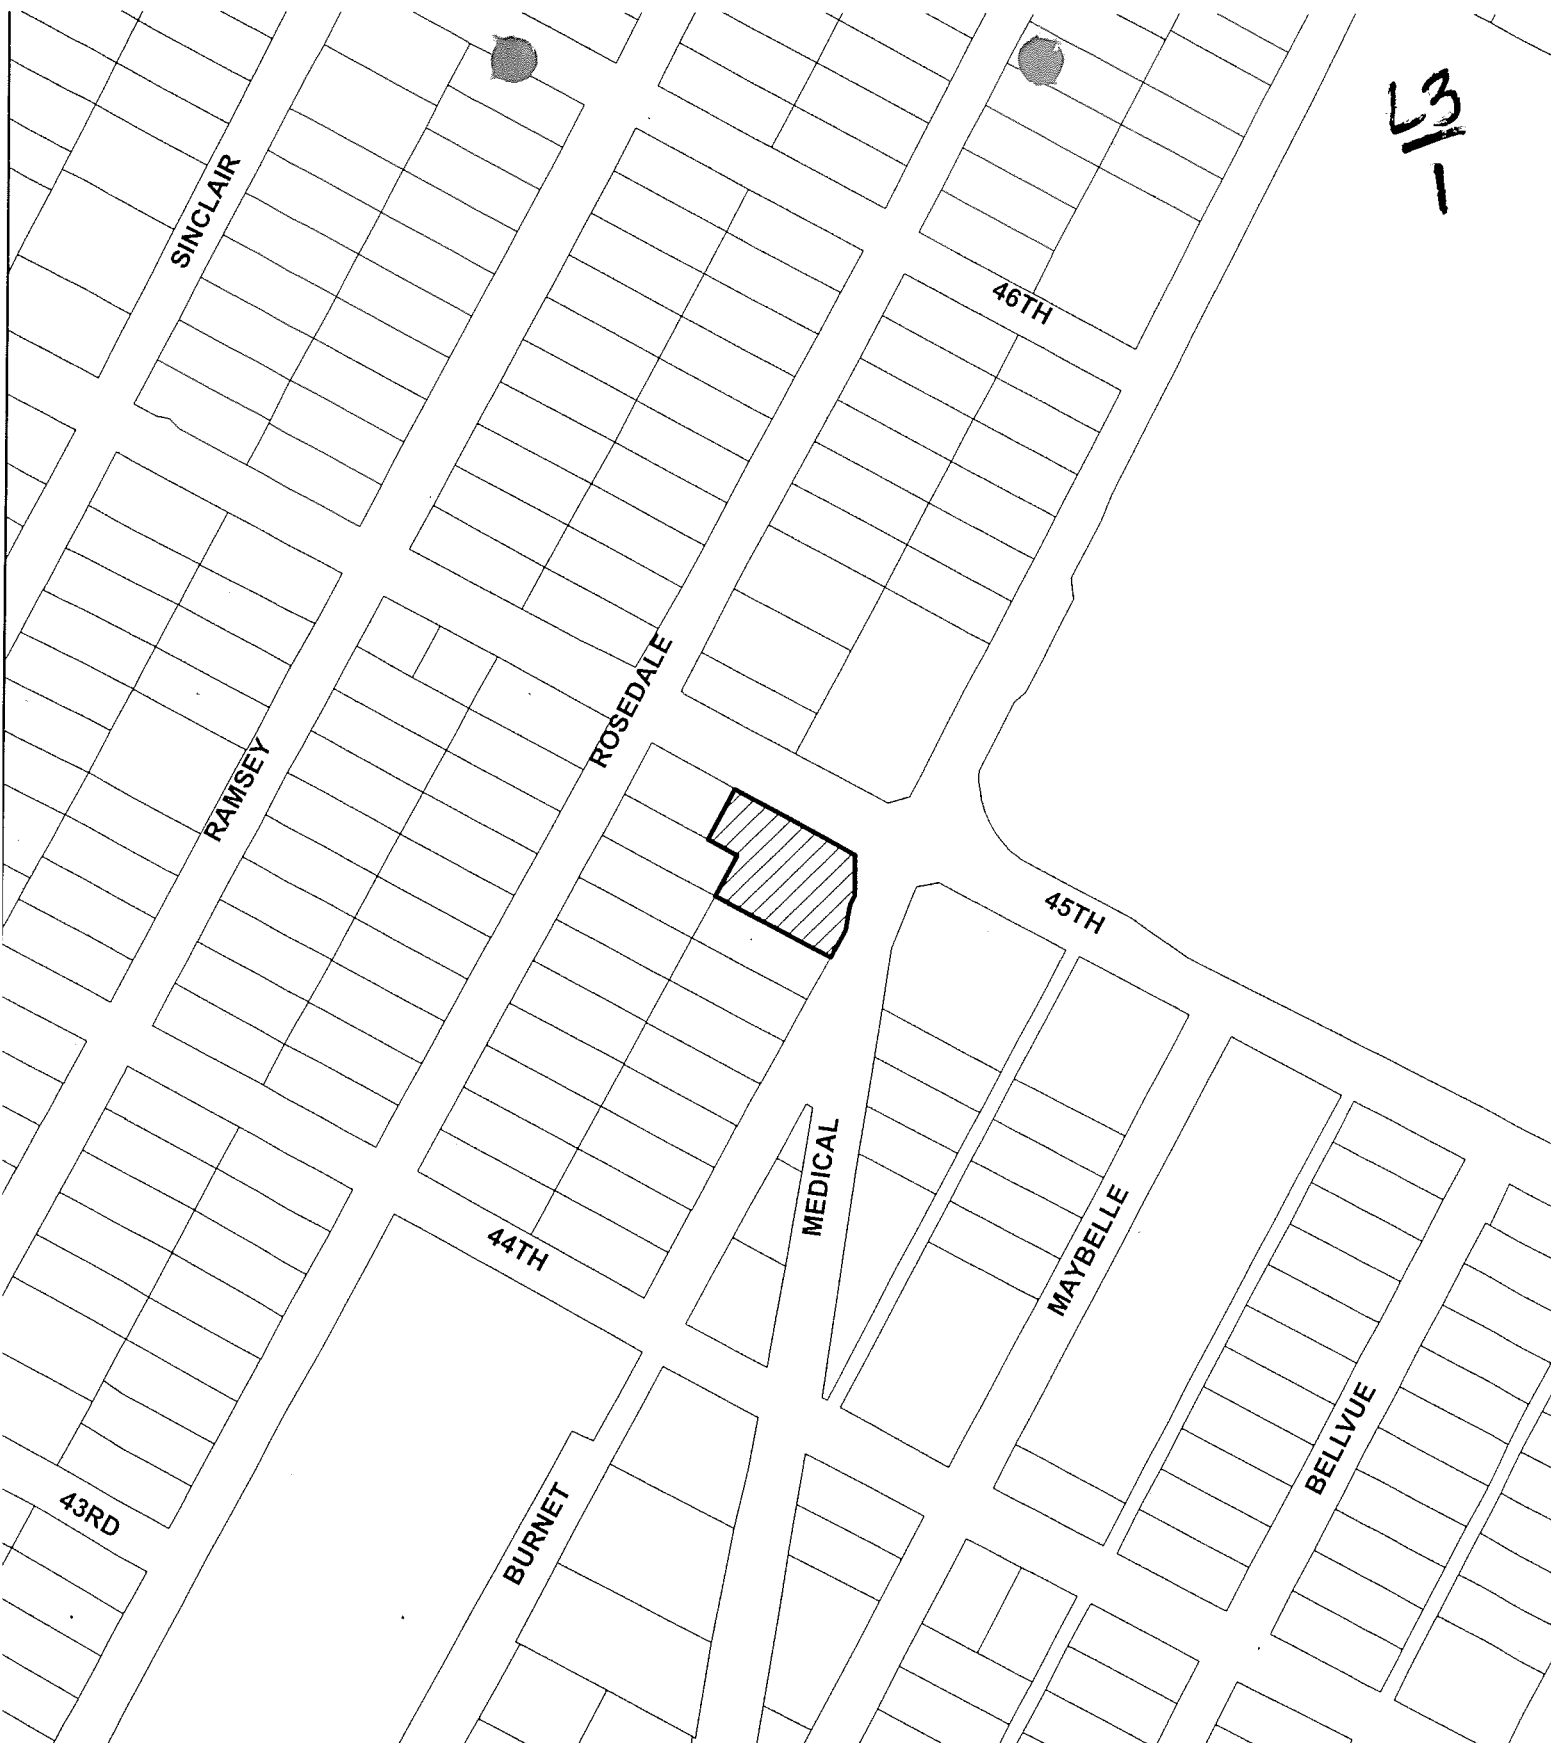 L3
1
SINCLAIR
46TH
ROSEDALE
RAMSEY
45TH
MEDICAL
MAYBELLE
44TH
BELLVUE
BURNET
43RD